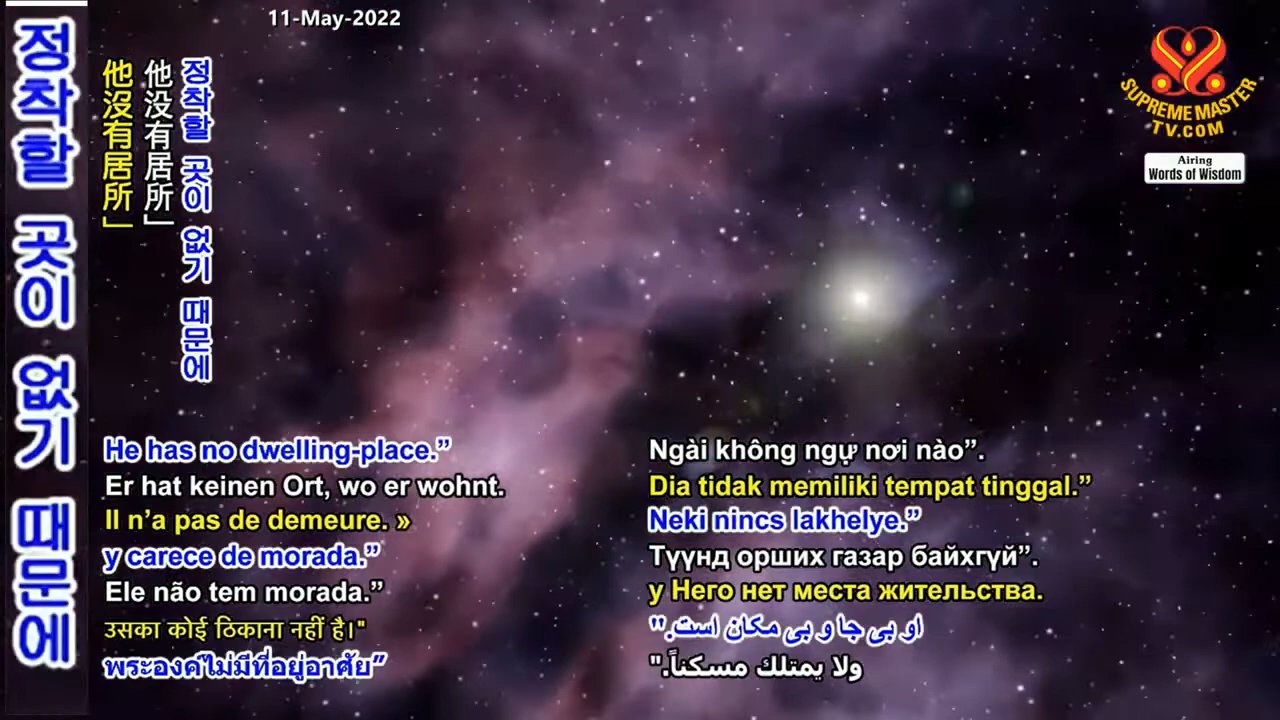 11-May-2022
정착할 곳이 없기 때문에
他沒有居所」
他没有居所」
정착할 곳이 없기 때문에
SUPREME MASTER
TV.COM
Airing
Words of Wisdom
He has no dwelling-place.”
Er hat keinen Ort, wo er wohnt.
Il n’a pas de demeure. »
y carece de morada.”
Ele não tem morada.”
उसका कोई ठिकाना नहीं है।"
พระองค์ไม่มีที่อยู่อาศัย”
Ngài không ngự nơi nào”.
Dia tidak memiliki tempat tinggal.”
Neki nincs lakhelye.”
Түүнд орших газар байхгүй”.
у Него нет места жительства.
او بی جا و بی مکان است."
ولا يمتلك مسكناً."